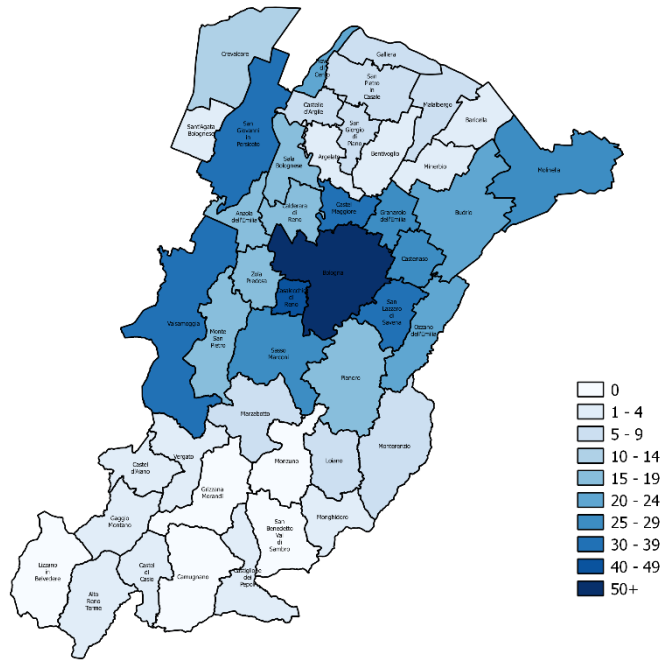 Crevalcore
Galliera
Pieve
di
Cento
San
Pietro
in
Casale
Castello
d'Argile
Malalbergo
Sant'Agata
Bolognese
San
Giovanni
in
Persiceto
San
Giorgio
di
Piano
Baricella
Argelato
Bentivoglio
Sala
Bolognese
Minerbio
Molinella
Castel
Maggiore
Granarolo
dell'Emilia
Budrio
Anzola
dell'Emilia
Calderara
di
Reno
Castenaso
Bologna
Zola
Predosa
Casalecchio
di
Reno
San
Lazzaro
di
Savena
Valsamoggia
Ozzano
dell'Emilia
Monte
San
Pietro
Sasso
Marconi
Pianoro
Marzabotto
Monterenzio
Vergato
Castel
d'Aiano
Monzuno
Loiano
Grizzana
Morandi
Gaggio
Montano
Monghidoro
San
Benedetto
Val
di
Sambro
Lizzano
in
Belvedere
Castel
di
Casio
Camugnano
Castiglione
dei
Pepoli
Alto
Reno
Terme
0
1 - 4
5 - 9
10 - 14
15 - 19
20 - 24
25 - 29
30 - 39
40 - 49
50+